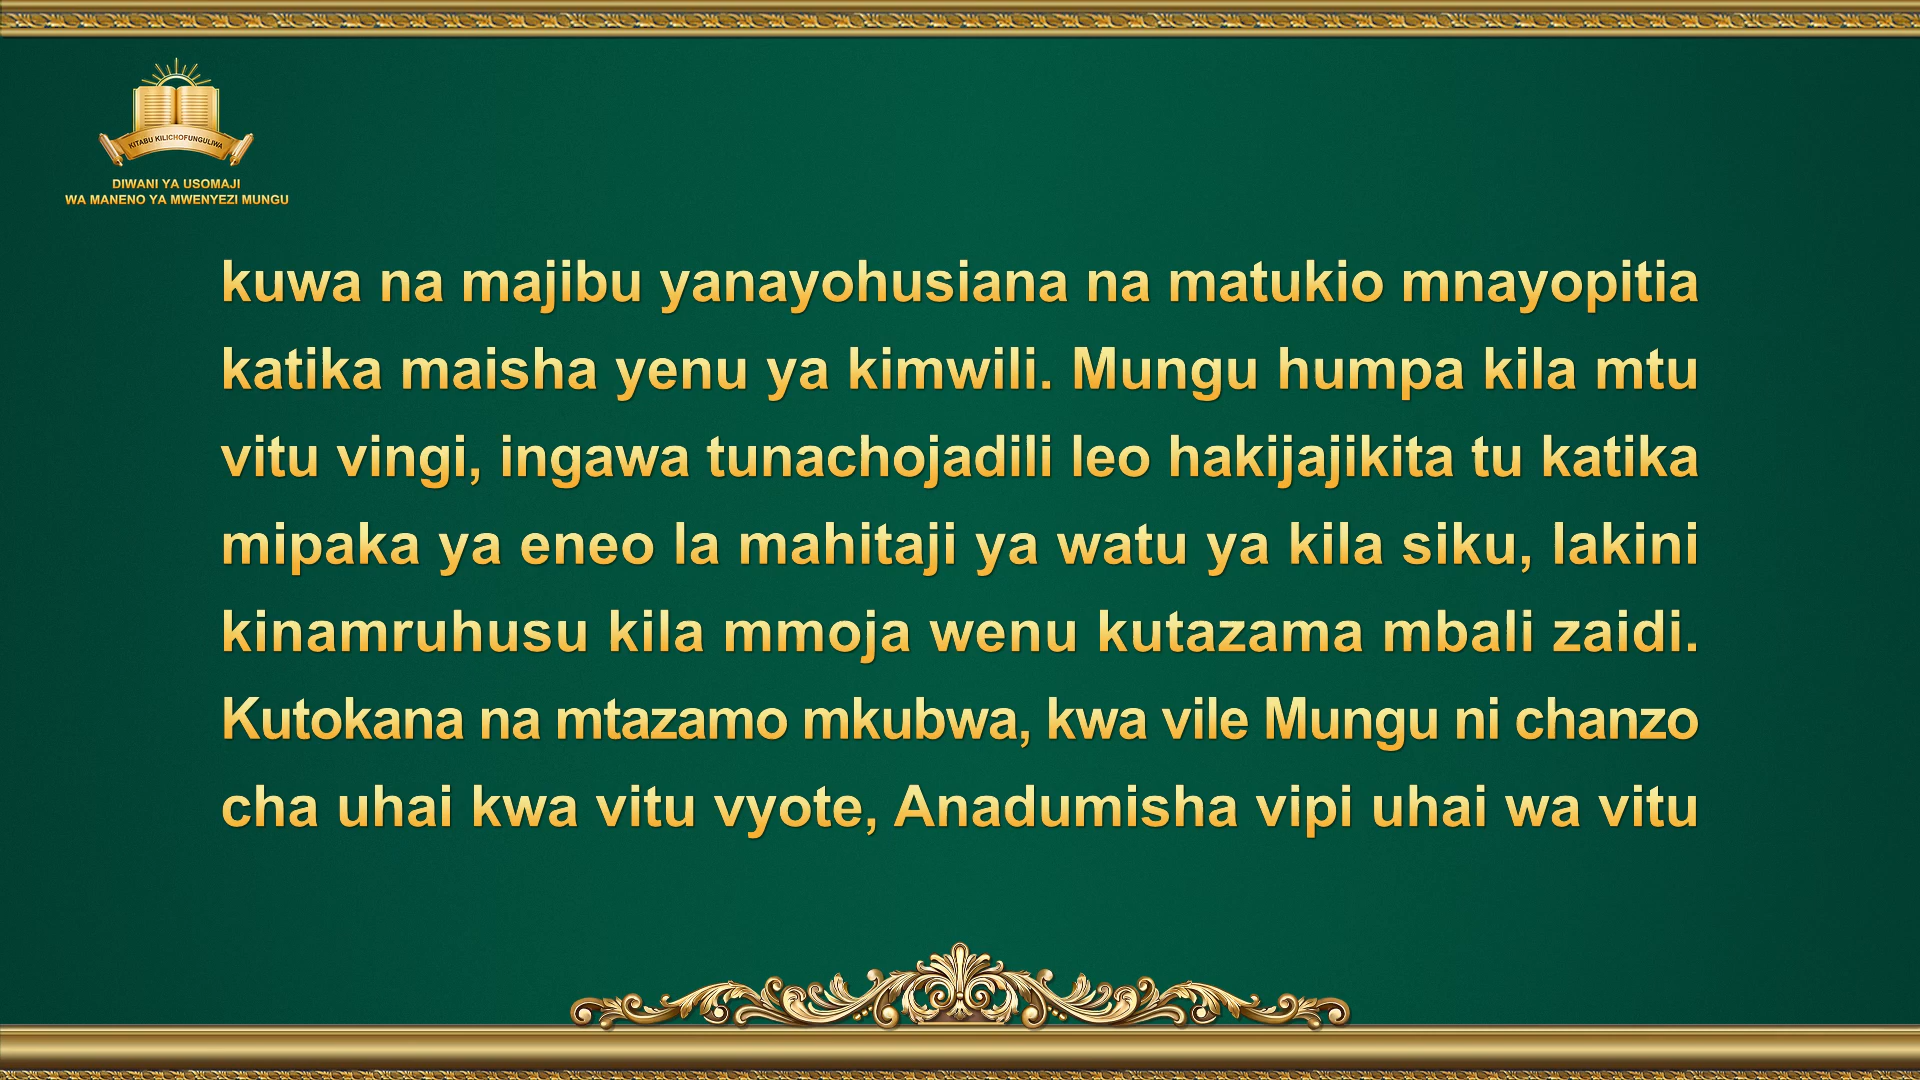 KITABU KILICHOFUNGULIWA
DIWANI YA USOMAJI
WA MANENO YA MWENYEZI MUNGU
kuwa na majibu yanayohusiana na matukio mnayopitia
katika maisha yenu ya kimwili. Mungu humpa kila mtu
vitu vingi, ingawa tunachojadili leo hakijajikita tu katika
mipaka ya eneo la mahitaji ya watu ya kila siku, lakini
kinamruhusu kila mmoja wenu kutazama mbali zaidi.
Kutokana na mtazamo mkubwa, kwa vile Mungu ni chanzo
cha uhai kwa vitu vyote, Anadumisha vipi uhai wa vitu